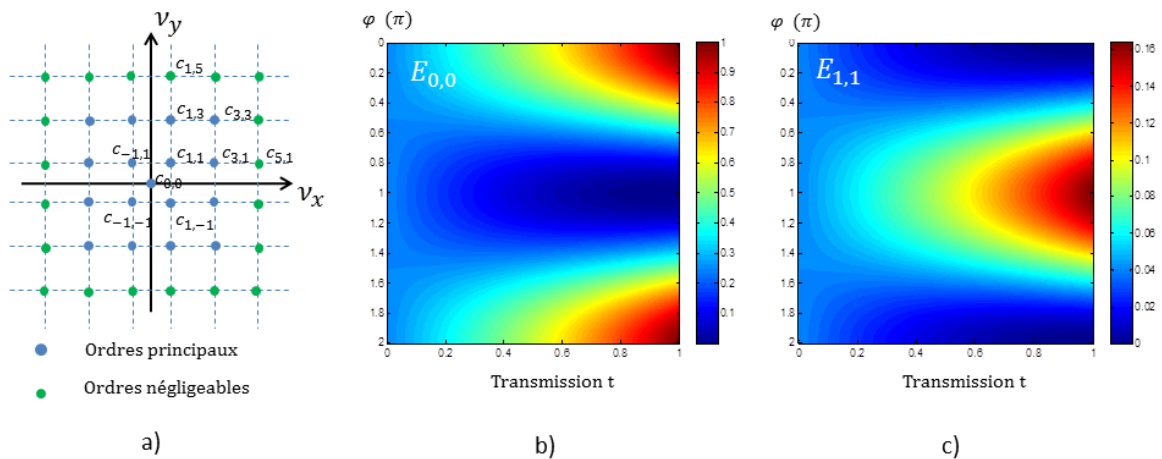 ν_y
c_{1,5}
c_{1,3}
c_{3,3}
c_{-1,1}
c_{1,1}
c_{3,1}
c_{5,1}
c_{0,0}
ν_x
c_{-1,-1}
c_{1,-1}
Ordres principaux
Ordres négligeables
a)
φ (π)
E_{0,0}
0
0.2
0.4
0.6
0.8
1
1.2
1.4
1.6
1.8
2
0 0.2 0.4 0.6 0.8 1
Transmission t
1
0.9
0.8
0.7
0.6
0.5
0.4
0.3
0.2
0.1
b)
φ (π)
E_{1,1}
0
0.2
0.4
0.6
0.8
1
1.2
1.4
1.6
1.8
2
0 0.2 0.4 0.6 0.8 1
Transmission t
0.16
0.14
0.12
0.1
0.08
0.06
0.04
0.02
0
c)